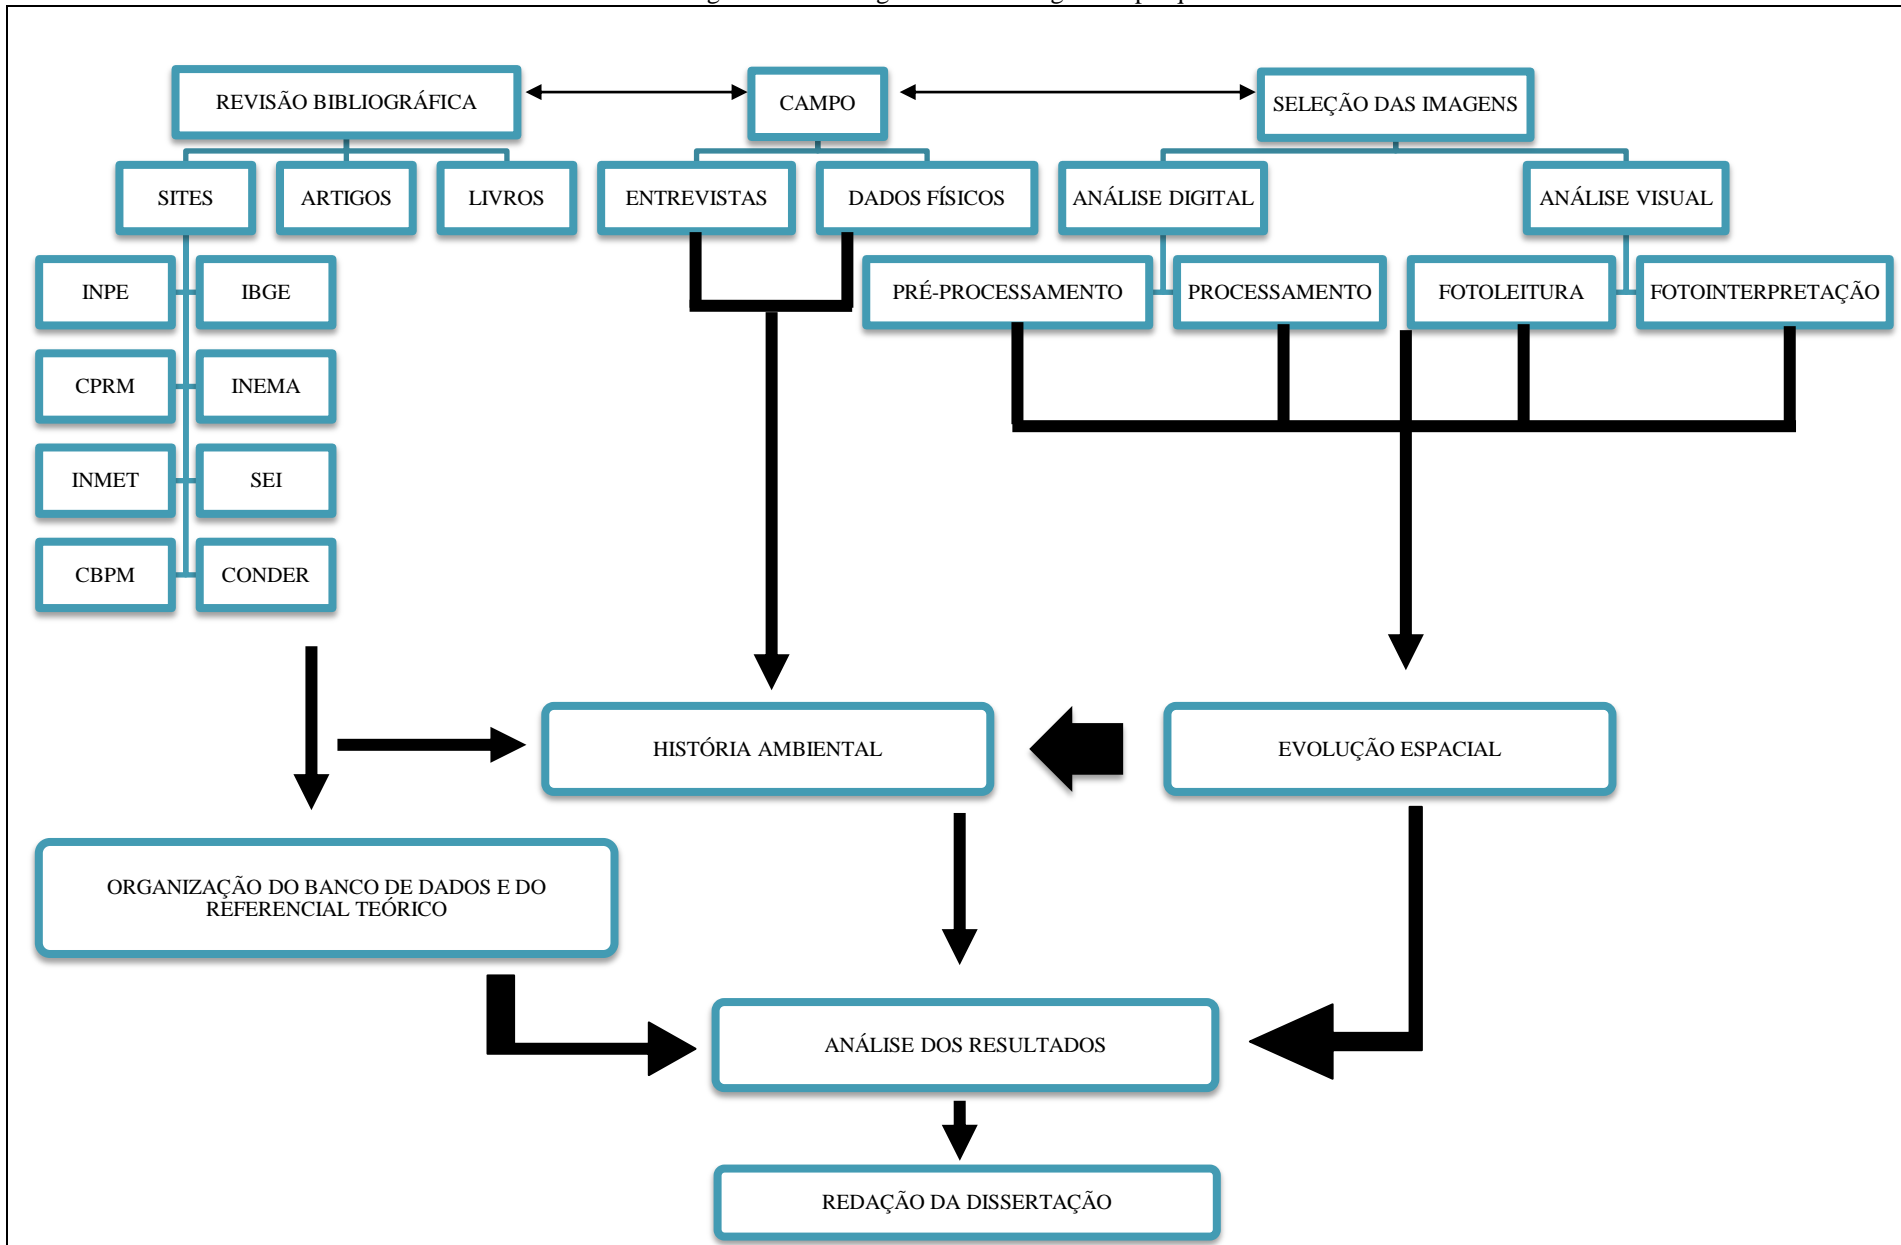 REVISÃO BIBLIOGRÁFICA
CAMPO
SELEÇÃO DAS IMAGENS
SITES
ARTIGOS
LIVROS
ENTREVISTAS
DADOS FÍSICOS
ANÁLISE DIGITAL
ANÁLISE VISUAL
INPE
IBGE
PRÉ-PROCESSAMENTO
PROCESSAMENTO
FOTOLEITURA
FOTOINTERPRETAÇÃO
CPRM
INEMA
INMET
SEI
CBPM
CONDER
HISTÓRIA AMBIENTAL
EVOLUÇÃO ESPACIAL
ORGANIZAÇÃO DO BANCO DE DADOS E DO
REFERENCIAL TEÓRICO
ANÁLISE DOS RESULTADOS
REDAÇÃO DA DISSERTAÇÃO